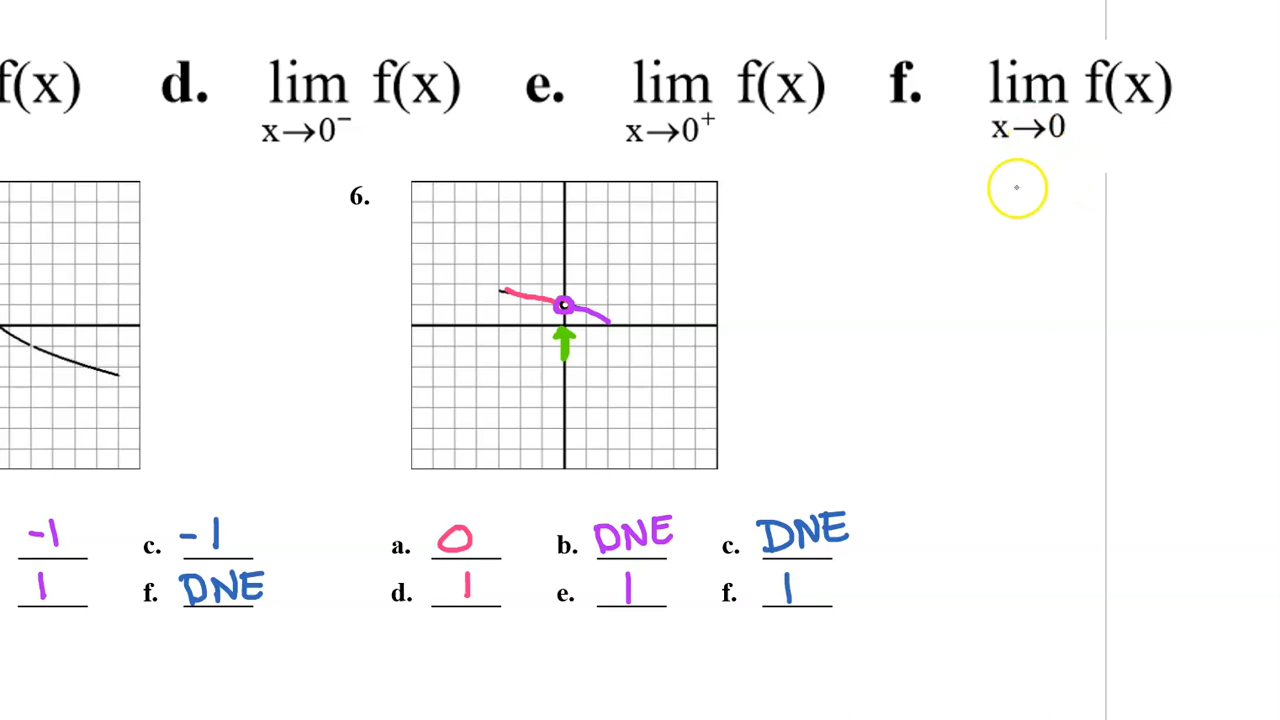 f(x) d. lim f(x) e. lim f(x) f. lim f(x)
x→0⁻ x→0⁺ x→0
6.
-1 c. -1 a. 0 b. DNE c. DNE
1 f. DNE d. 1 e. 1 f. 1